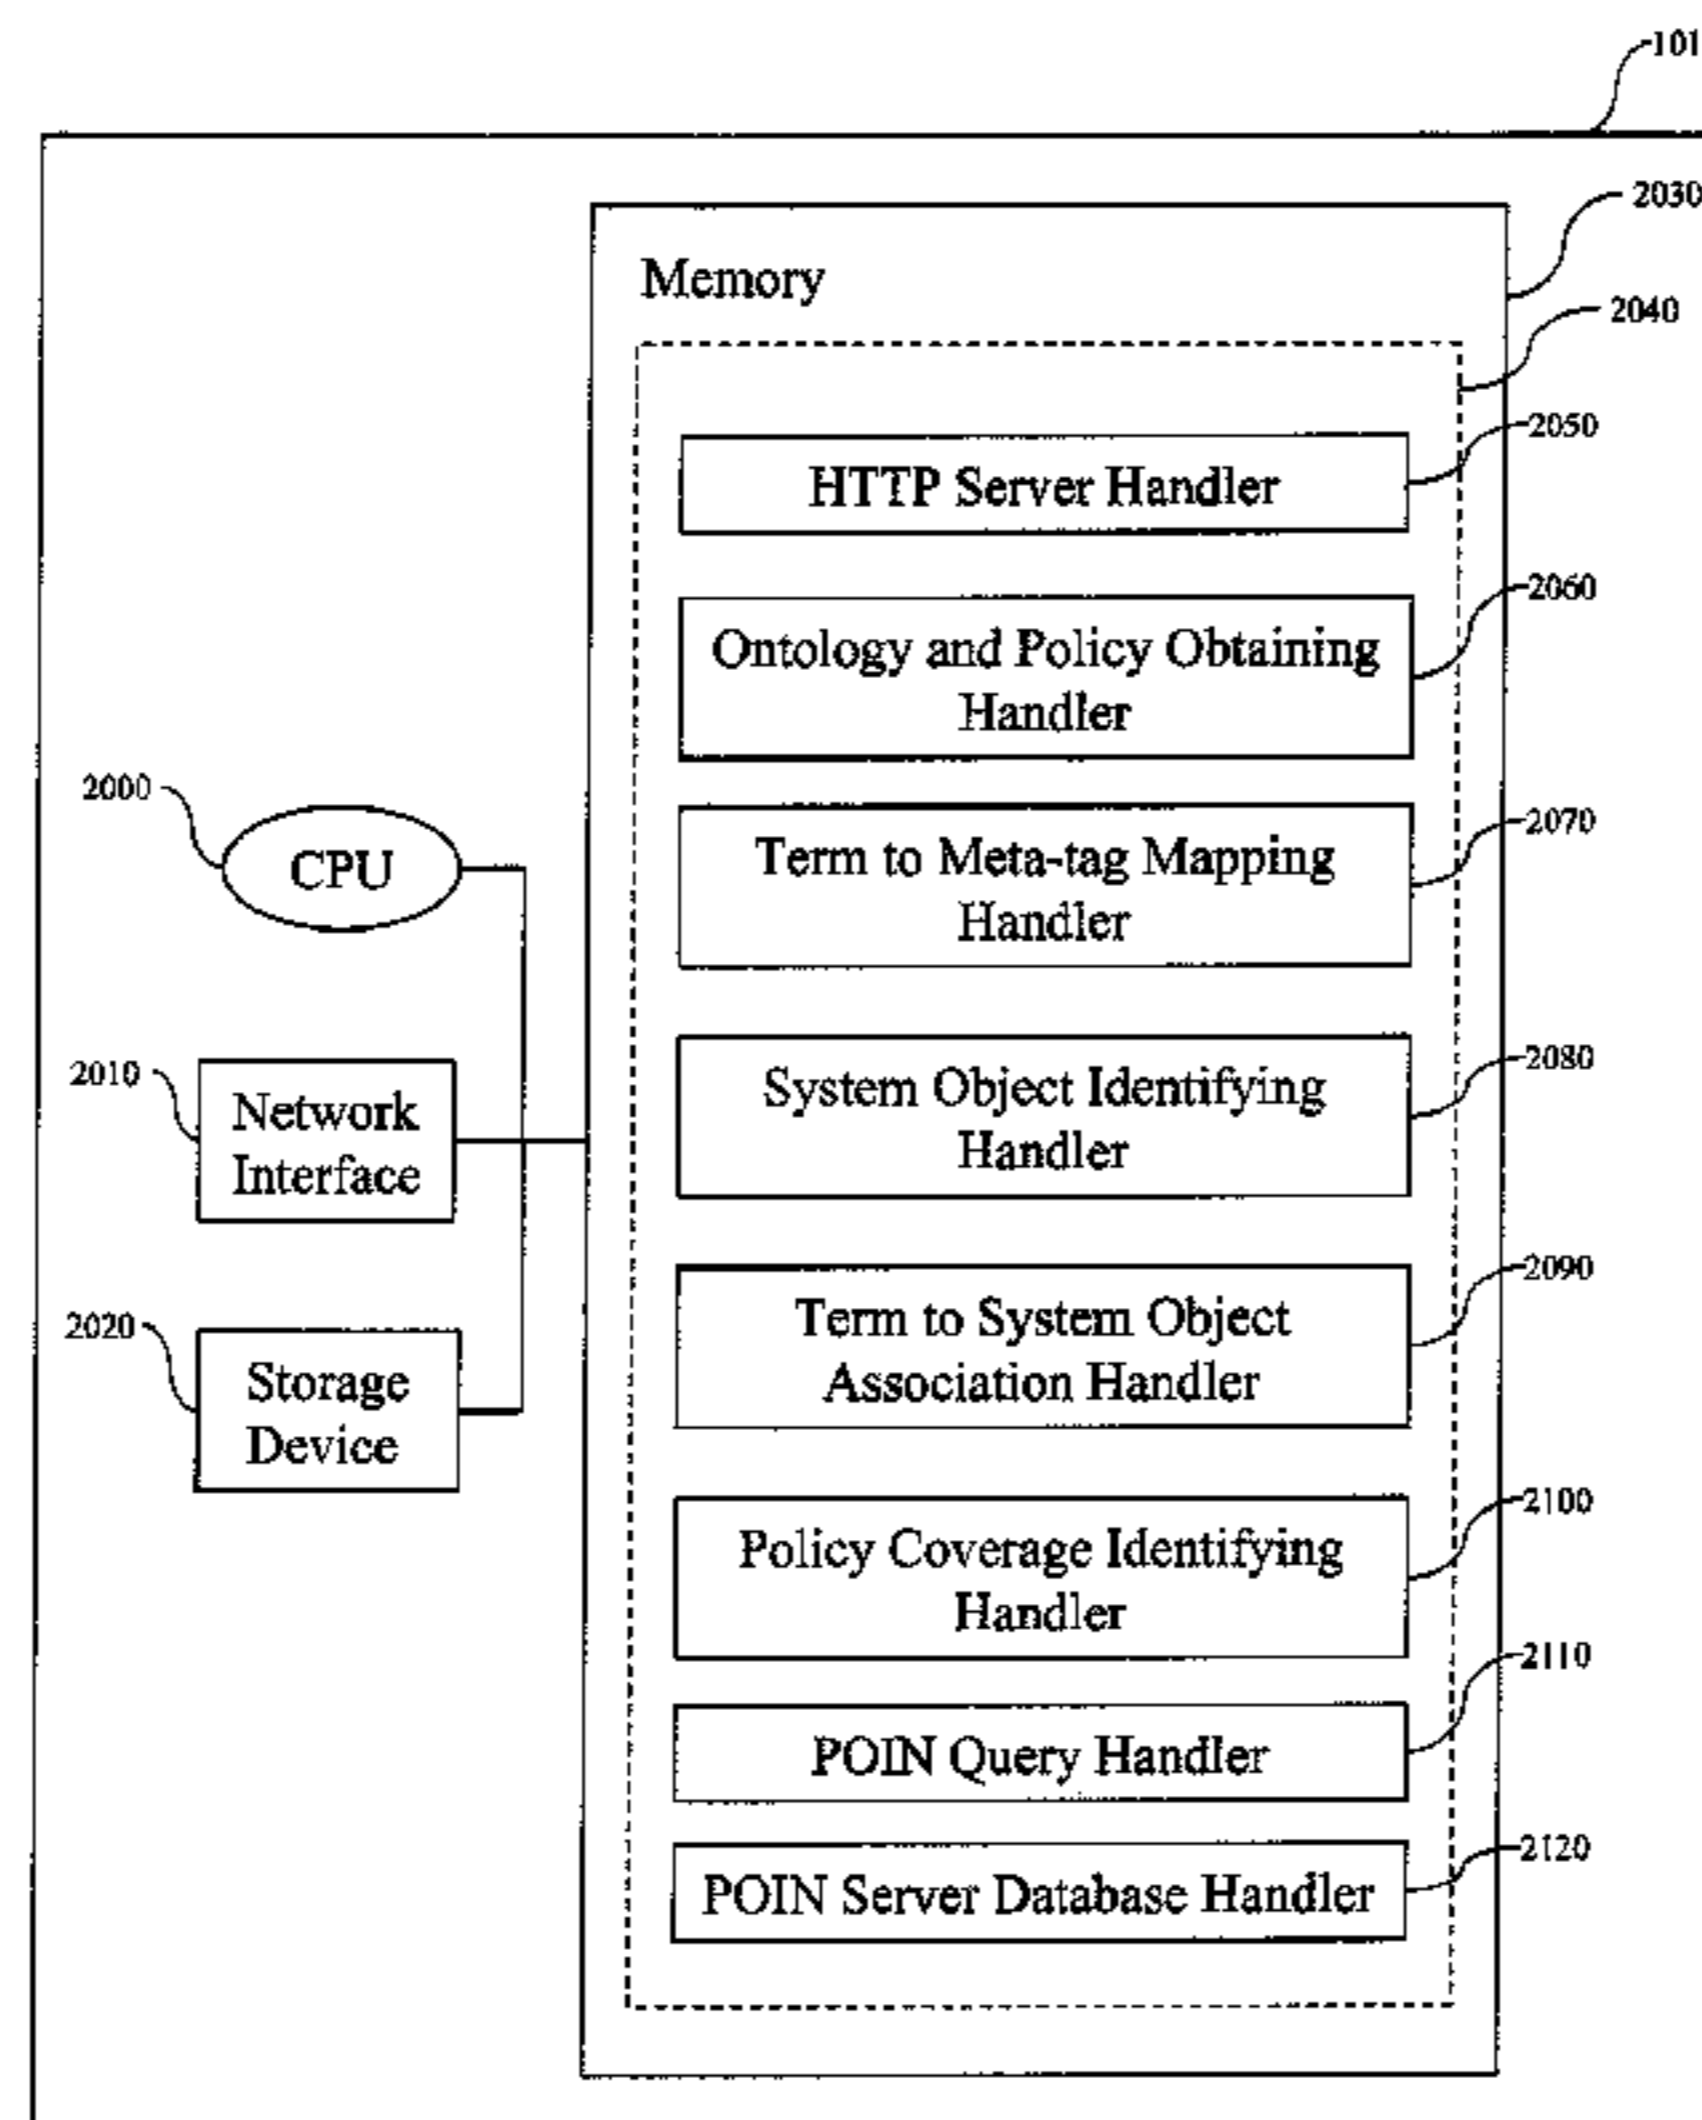 101
2030
Memory
2040
2050
HTTP Server Handler
2060
Ontology and Policy Obtaining
Handler
2000
2070
CPU
Term to Meta-tag Mapping
Handler
2010
2080
Network
Interface
System Object Identifying
Handler
2020
2090
Storage
Device
Term to System Object
Association Handler
2100
Policy Coverage Identifying
Handler
2110
POIN Query Handler
2120
POIN Server Database Handler